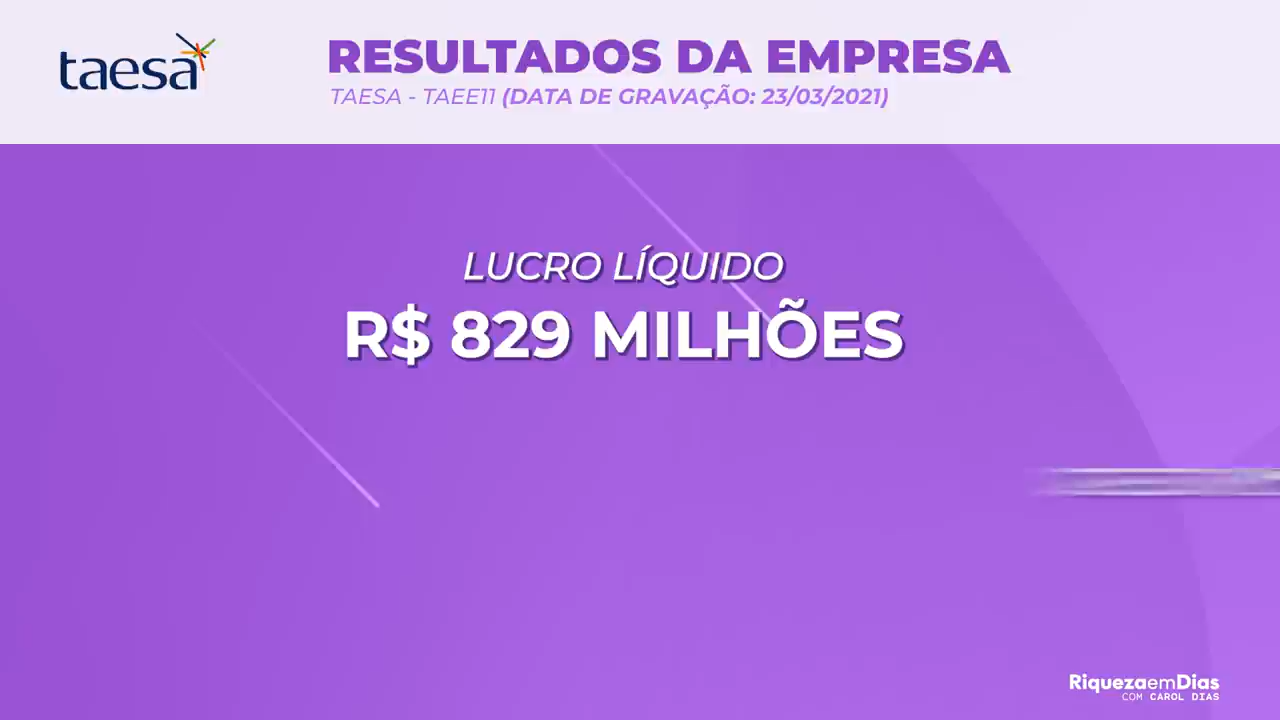 taesa
RESULTADOS DA EMPRESA
TAESA - TAEE11 (DATA DE GRAVAÇÃO: 23/03/2021)
LUCRO LÍQUIDO
R$ 829 MILHÕES
RiquezaemDias
COM CAROL DIAS